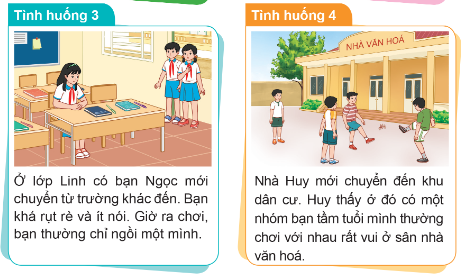 Tình huống 3
Ở lớp Linh có bạn Ngọc mới
chuyển từ trường khác đến. Bạn
khá rụt rè và ít nói. Giờ ra chơi,
bạn thường chỉ ngồi một mình.
Tình huống 4
NHÀ VĂN HOÁ
Nhà Huy mới chuyển đến khu
dân cư. Huy thấy ở đó có một
nhóm bạn tầm tuổi mình thường
chơi với nhau rất vui ở sân nhà
văn hoá.